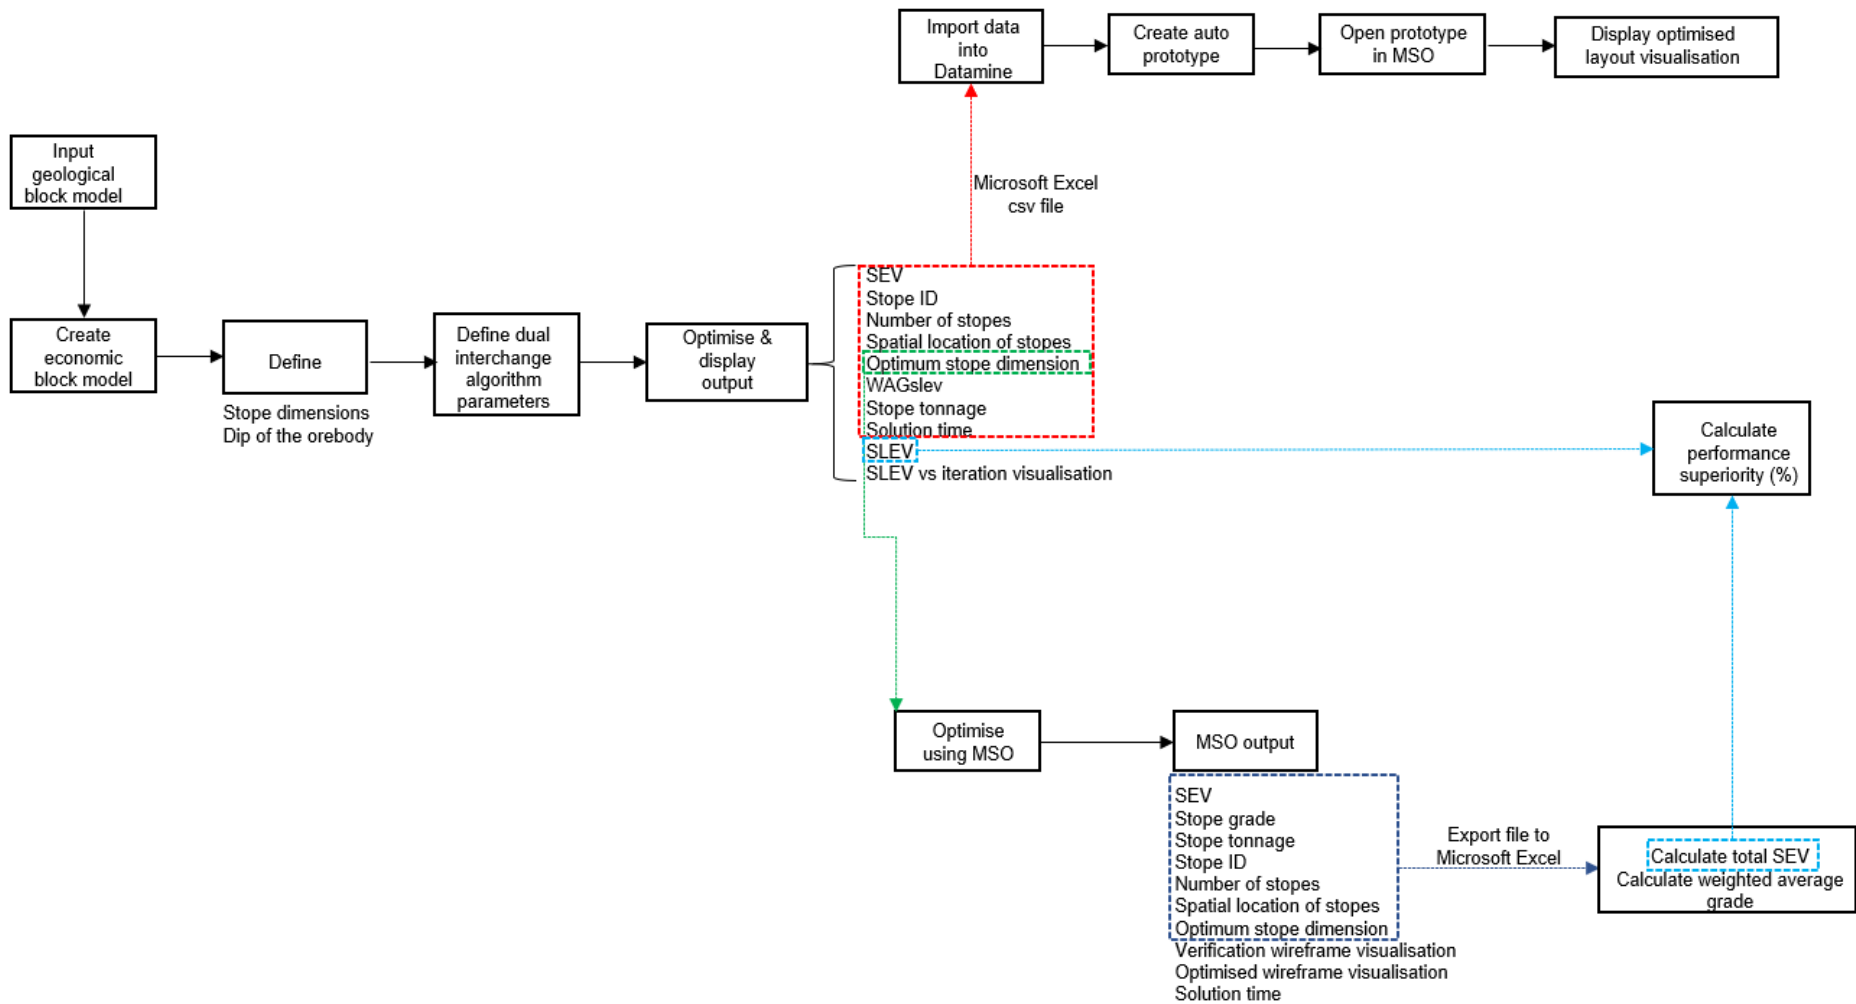 Import data
into
Datamine
Create auto
prototype
Open prototype
in MSO
Display optimised
layout visualisation
Input
geological
block model
Microsoft Excel
csv file
Create
economic
block model
Define
Stope dimensions
Dip of the orebody
Define dual
interchange
algorithm
parameters
Optimise &
display
output
SEV
Stope ID
Number of stopes
Spatial location of stopes
Optimum stope dimension
WAGslev
Stope tonnage
Solution time
SLEV
SLEV vs iteration visualisation
Calculate
performance
superiority (%)
Optimise
using MSO
MSO output
SEV
Stope grade
Stope tonnage
Stope ID
Number of stopes
Spatial location of stopes
Optimum stope dimension
Verification wireframe visualisation
Optimised wireframe visualisation
Solution time
Export file to
Microsoft Excel
Calculate total SEV
Calculate weighted average
grade